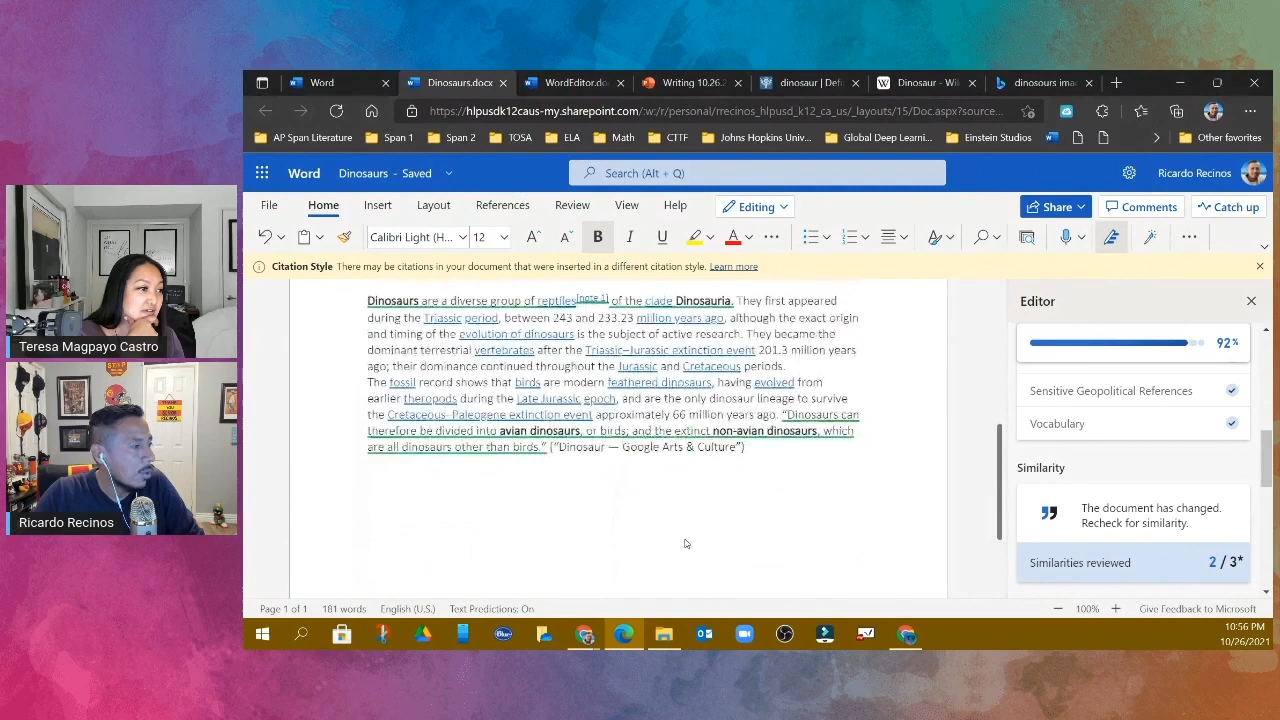 Word
Dinosaurs.docx
WordEditor.do
Writing 10.26.2
dinosaur | Defi
Dinosaur - Wik
dinosours ima
https://hlpusdk12caus-my.sharepoint.com/:w:/r/personal/rrecinos_hlpusd_k12_ca_us/_layouts/15/Doc.aspx?source...
AP Span Literature
Span 1
Span 2
TOSA
ELA
Math
CTTF
Johns Hopkins Univ...
Global Deep Learni...
Einstein Studios
Other favorites
Word
Dinosaurs - Saved
Search (Alt + Q)
Ricardo Recinos
File
Home
Insert
Layout
References
Review
View
Help
Editing
Share
Comments
Catch up
Calibri Light (H...
12
Citation Style There may be citations in your document that were inserted in a different citation style. Learn more
Dinosaurs are a diverse group of reptiles[note 1] of the clade Dinosauria. They first appeared
during the Triassic period, between 243 and 233.23 million years ago, although the exact origin
and timing of the evolution of dinosaurs is the subject of active research. They became the
dominant terrestrial vertebrates after the Triassic–Jurassic extinction event 201.3 million years
ago; their dominance continued throughout the Jurassic and Cretaceous periods.
The fossil record shows that birds are modern feathered dinosaurs, having evolved from
earlier theropods during the Late Jurassic epoch, and are the only dinosaur lineage to survive
the Cretaceous–Paleogene extinction event approximately 66 million years ago. “Dinosaurs can
therefore be divided into avian dinosaurs, or birds; and the extinct non-avian dinosaurs, which
are all dinosaurs other than birds.” (“Dinosaur — Google Arts & Culture”)
Editor
92%
Sensitive Geopolitical References
Vocabulary
Similarity
The document has changed.
Recheck for similarity.
Similarities reviewed
2 / 3*
Page 1 of 1
181 words
English (U.S.)
Text Predictions: On
100%
Give Feedback to Microsoft
10:56 PM
10/26/2021
Teresa Magpayo Castro
Ricardo Recinos